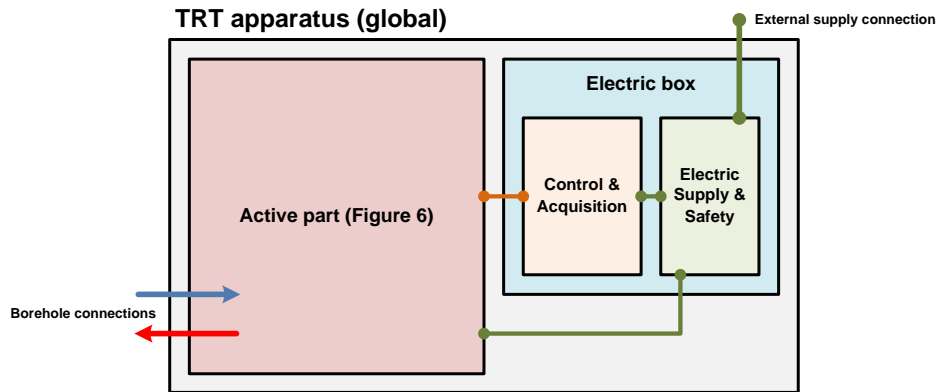 TRT apparatus (global)
External supply connection
Electric box
Control &
Acquisition
Electric
Supply &
Safety
Active part (Figure 6)
Borehole connections